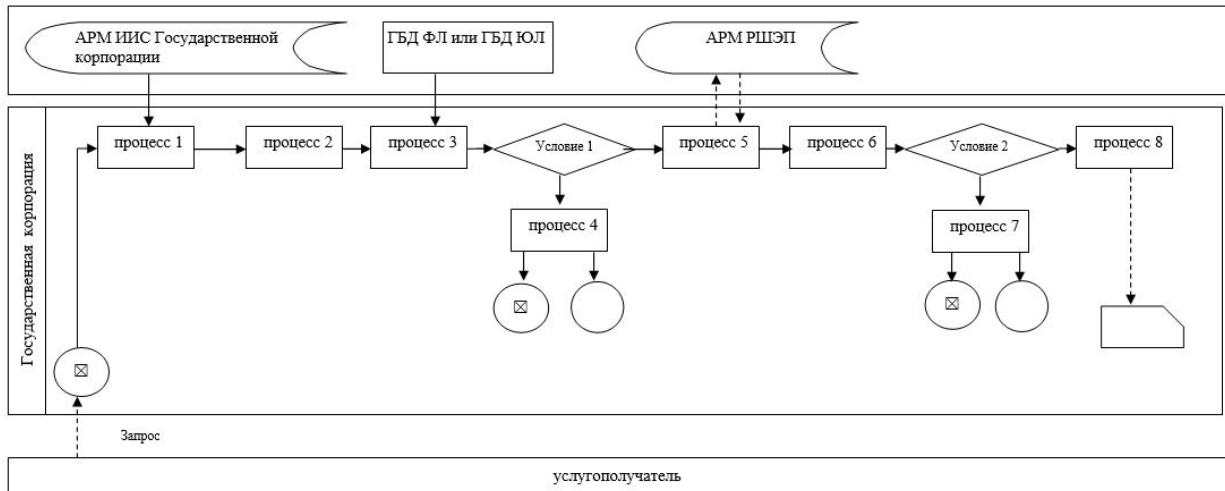 АРМ ИИС Государственной
корпорации
ГБД ФЛ или ГБД ЮЛ
АРМ РШЭП
Государственная корпорация
процесс 1
процесс 2
процесс 3
Условие 1
процесс 5
процесс 6
Условие 2
процесс 8
процесс 4
процесс 7
Запрос
услугополучатель